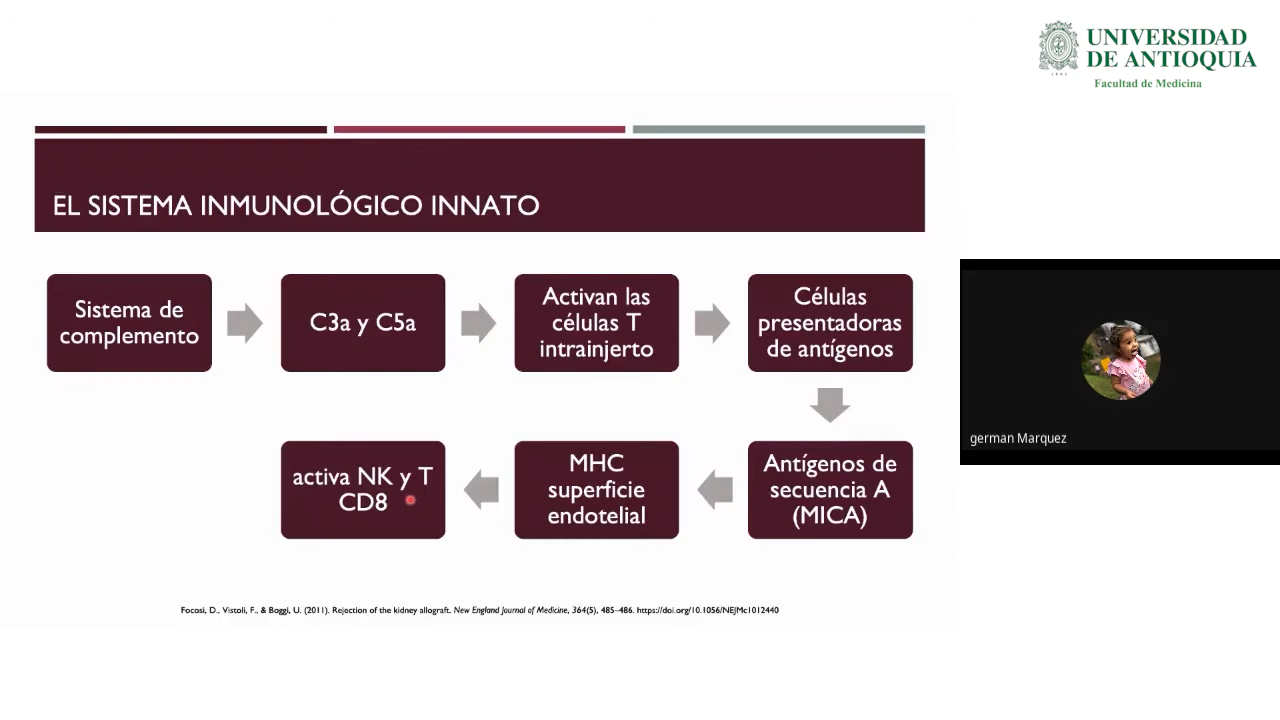 UNIVERSIDAD
DE ANTIOQUIA
1803
Facultad de Medicina
EL SISTEMA INMUNOLÓGICO INNATO
Sistema de
complemento
C3a y C5a
Activan las
células T
intrainjerto
Células
presentadoras
de antígenos
Antígenos de
secuencia A
(MICA)
MHC
superficie
endotelial
activa NK y T
CD8
Focosi, D., Vistoli, F., & Boggi, U. (2011). Rejection of the kidney allograft. New England Journal of Medicine, 364(5), 485–486. https://doi.org/10.1056/NEJMc1012440
german Marquez